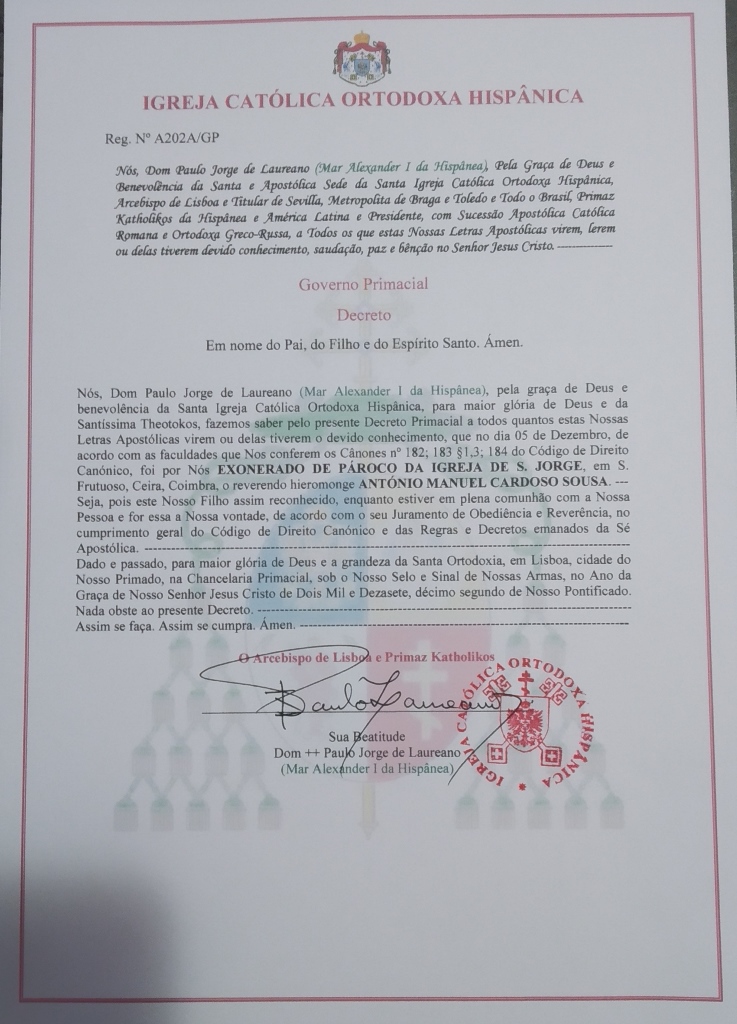 IGREJA CATÓLICA ORTODOXA HISPÂNICA
Reg. Nº A202A/GP
Nós, Dom Paulo Jorge de Laureano (Mar Alexander I da Hispânea), Pela Graça de Deus e
Benevolência da Santa e Apostólica Sede da Santa Igreja Católica Ortodoxa Hispânica,
Arcebispo de Lisboa e Titular de Sevilla, Metropolita de Braga e Toledo e Todo o Brasil, Primaz
Katholikos da Hispânea e América Latina e Presidente, com Sucessão Apostólica Católica
Romana e Ortodoxa Greco-Russa, a Todos os que estas Nossas Letras Apostólicas virem, lerem
ou delas tiverem devido conhecimento, saudação, paz e bênção no Senhor Jesus Cristo. --------------
Governo Primacial
Decreto
Em nome do Pai, do Filho e do Espírito Santo. Ámen.
Nós, Dom Paulo Jorge de Laureano (Mar Alexander I da Hispânea), pela graça de Deus e
benevolência da Santa Igreja Católica Ortodoxa Hispânica, para maior glória de Deus e da
Santíssima Theotokos, fazemos saber pelo presente Decreto Primacial a todos quantos estas Nossas
Letras Apostólicas virem ou delas tiverem o devido conhecimento, que no dia 05 de Dezembro, de
acordo com as faculdades que Nos conferem os Cânones nº 182; 183 §1,3; 184 do Código de Direito
Canónico, foi por Nós EXONERADO DE PÁROCO DA IGREJA DE S. JORGE, em S.
Frutuoso, Ceira, Coimbra, o reverendo hieromonge ANTÓNIO MANUEL CARDOSO SOUSA. ---
Seja, pois este Nosso Filho assim reconhecido, enquanto estiver em plena comunhão com a Nossa
Pessoa e for essa a Nossa vontade, de acordo com o seu Juramento de Obediência e Reverência, no
cumprimento geral do Código de Direito Canónico e das Regras e Decretos emanados da Sé
Apostólica. ------------------------------------------------------------------------------------------
Dado e passado, para maior glória de Deus e a grandeza da Santa Ortodoxia, em Lisboa, cidade do
Nosso Primado, na Chancelaria Primacial, sob o Nosso Selo e Sinal de Nossas Armas, no Ano da
Graça de Nosso Senhor Jesus Cristo de Dois Mil e Dezasete, décimo segundo de Nosso Pontificado.
Nada obste ao presente Decreto. ---------------------------------------------------------------------
Assim se faça. Assim se cumpra. Ámen. --------------------------------------------------------------
O Arcebispo de Lisboa e Primaz Katholikos
Paulo Laureano
Sua Beatitude
Dom ++ Paulo Jorge de Laureano
(Mar Alexander I da Hispânea)
IGREJA CATÓLICA ORTODOXA HISPÂNICA